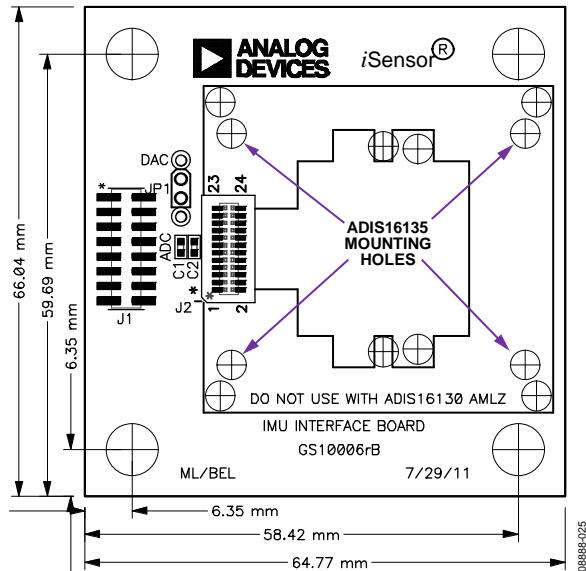 ANALOG
DEVICES
iSensor®
DAC
JP1
23 24
ADC
C1 C2
J2
*
*
1 2
*
J1
ADIS16135
MOUNTING
HOLES
66.04 mm
59.69 mm
6.35 mm
DO NOT USE WITH ADIS16130 AMLZ
IMU INTERFACE BOARD
GS10006rB
ML/BEL
7/29/11
6.35 mm
58.42 mm
64.77 mm
08888-025